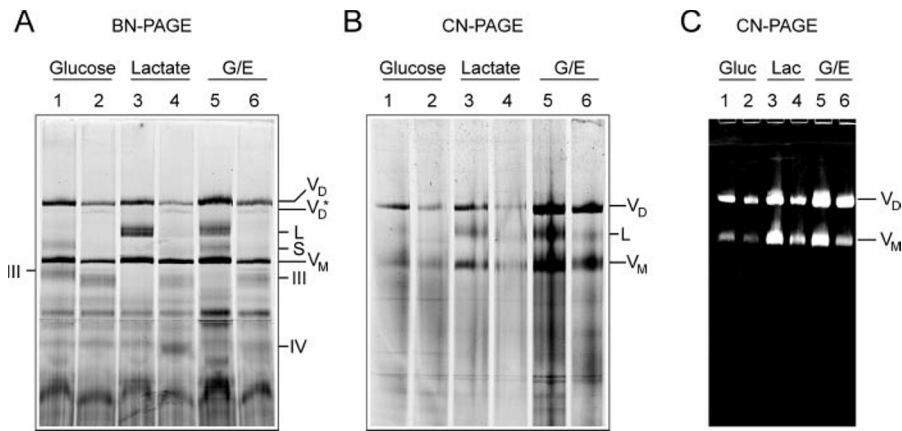 A BN-PAGE
Glucose Lactate G/E
1 2 3 4 5 6
V_D
V_D*
L
S
V_M
III
III
IV
B CN-PAGE
Glucose Lactate G/E
1 2 3 4 5 6
V_D
L
V_M
C CN-PAGE
Gluc Lac G/E
1 2 3 4 5 6
V_D
V_M